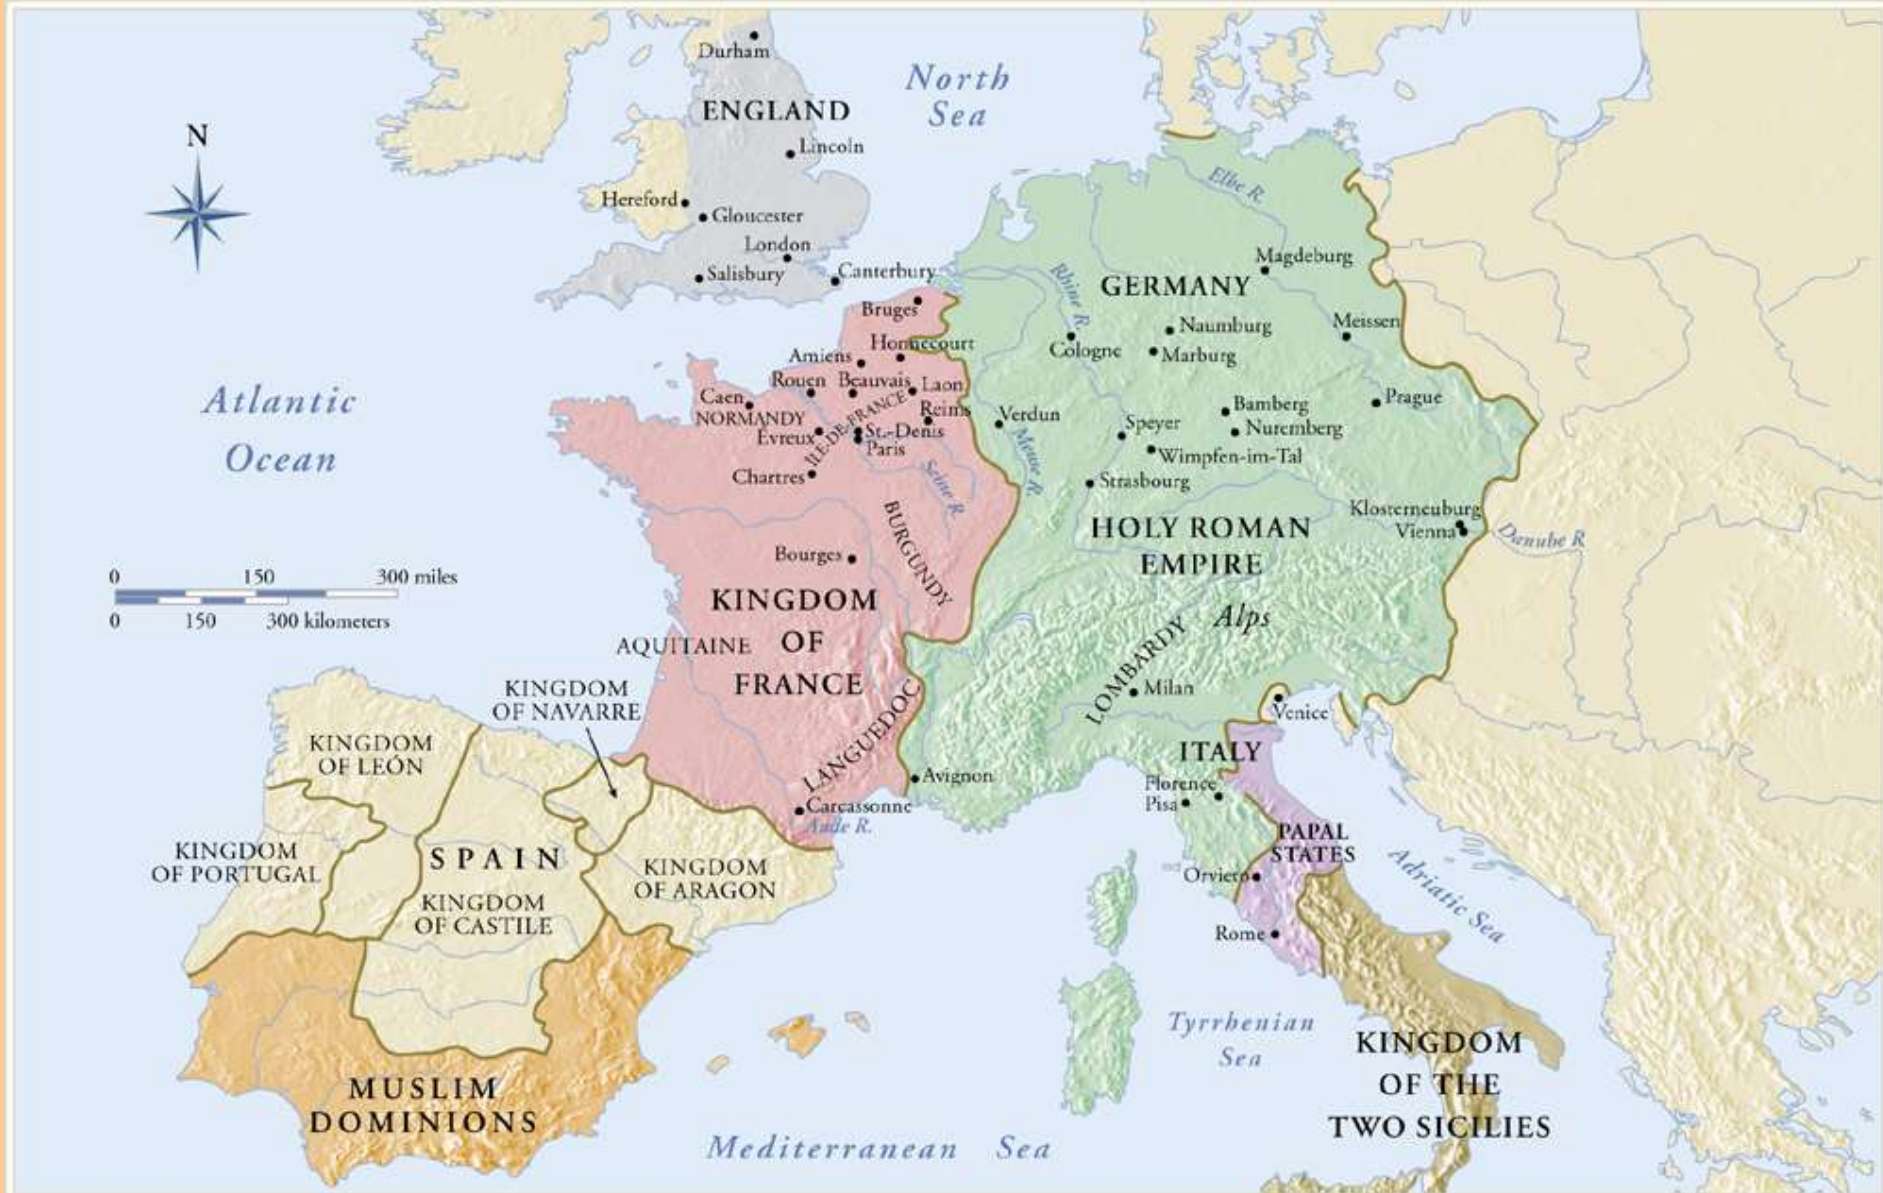 Durham
North
Sea
ENGLAND
N
Lincoln
Hereford
Gloucester
London
Salisbury
Canterbury
Elbe R.
Magdeburg
Rhine R.
GERMANY
Bruges
Naumburg
Meissen
Honnecourt
Cologne
Marburg
Amiens
Rouen
Beauvais
Laon
Caen
NORMANDY
ÎLE-DE-FRANCE
Reims
Verdun
Bamberg
Prague
Évreux
St.-Denis
Paris
Speyer
Nuremberg
Meuse R.
Wimpfen-im-Tal
Atlantic
Ocean
Chartres
Seine R.
Strasbourg
BURGUNDY
HOLY ROMAN
EMPIRE
Klosterneuburg
Vienna
Danube R
Bourges
0 150 300 miles
0 150 300 kilometers
KINGDOM
OF
FRANCE
AQUITAINE
Alps
LOMBARDY
Milan
KINGDOM
OF NAVARRE
LANGUEDOC
Venice
KINGDOM
OF LEÓN
ITALY
Avignon
Florence
Pisa
Carcassonne
Aude R.
PAPAL
STATES
KINGDOM
OF PORTUGAL
SPAIN
KINGDOM
OF ARAGON
Orvieto
Adriatic Sea
KINGDOM
OF CASTILE
Rome
Tyrrhenian
Sea
KINGDOM
OF THE
TWO SICILIES
MUSLIM
DOMINIONS
Mediterranean Sea